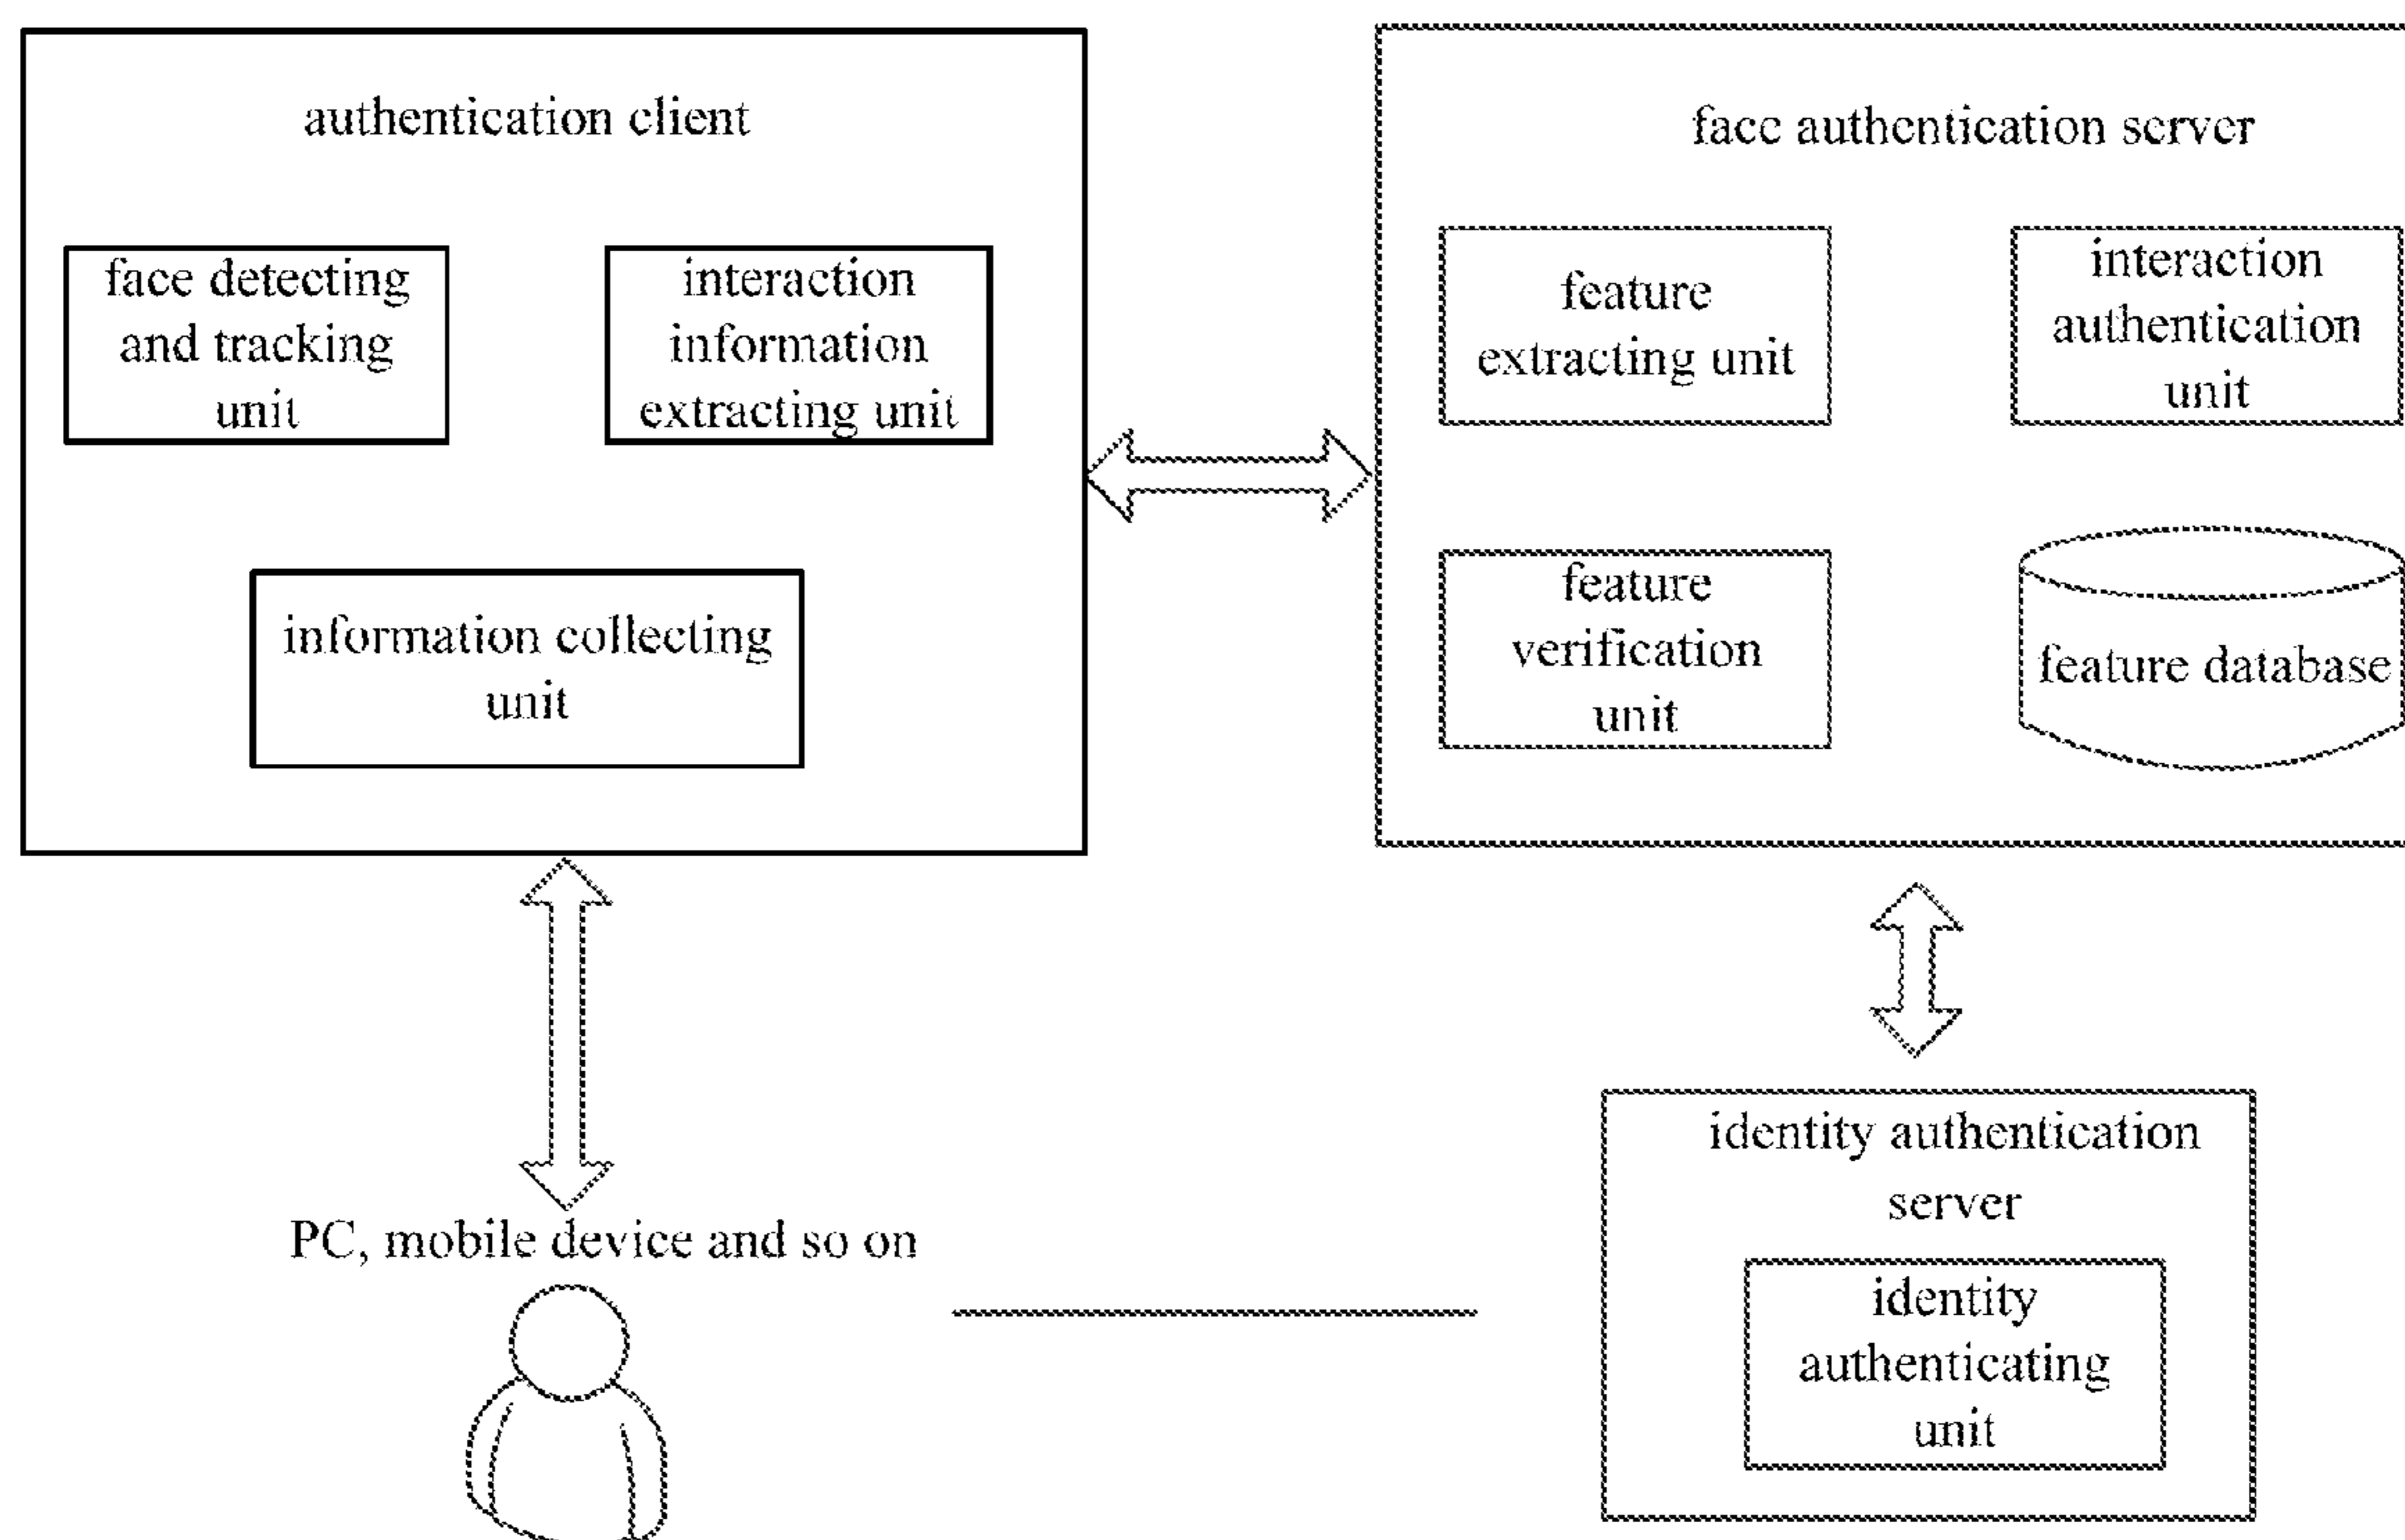 authentication client
face detecting
and tracking
unit
interaction
information
extracting unit
information collecting
unit
face authentication server
feature
extracting unit
interaction
authentication
unit
feature
verification
unit
feature database
PC, mobile device and so on
identity authentication
server
identity
authenticating
unit